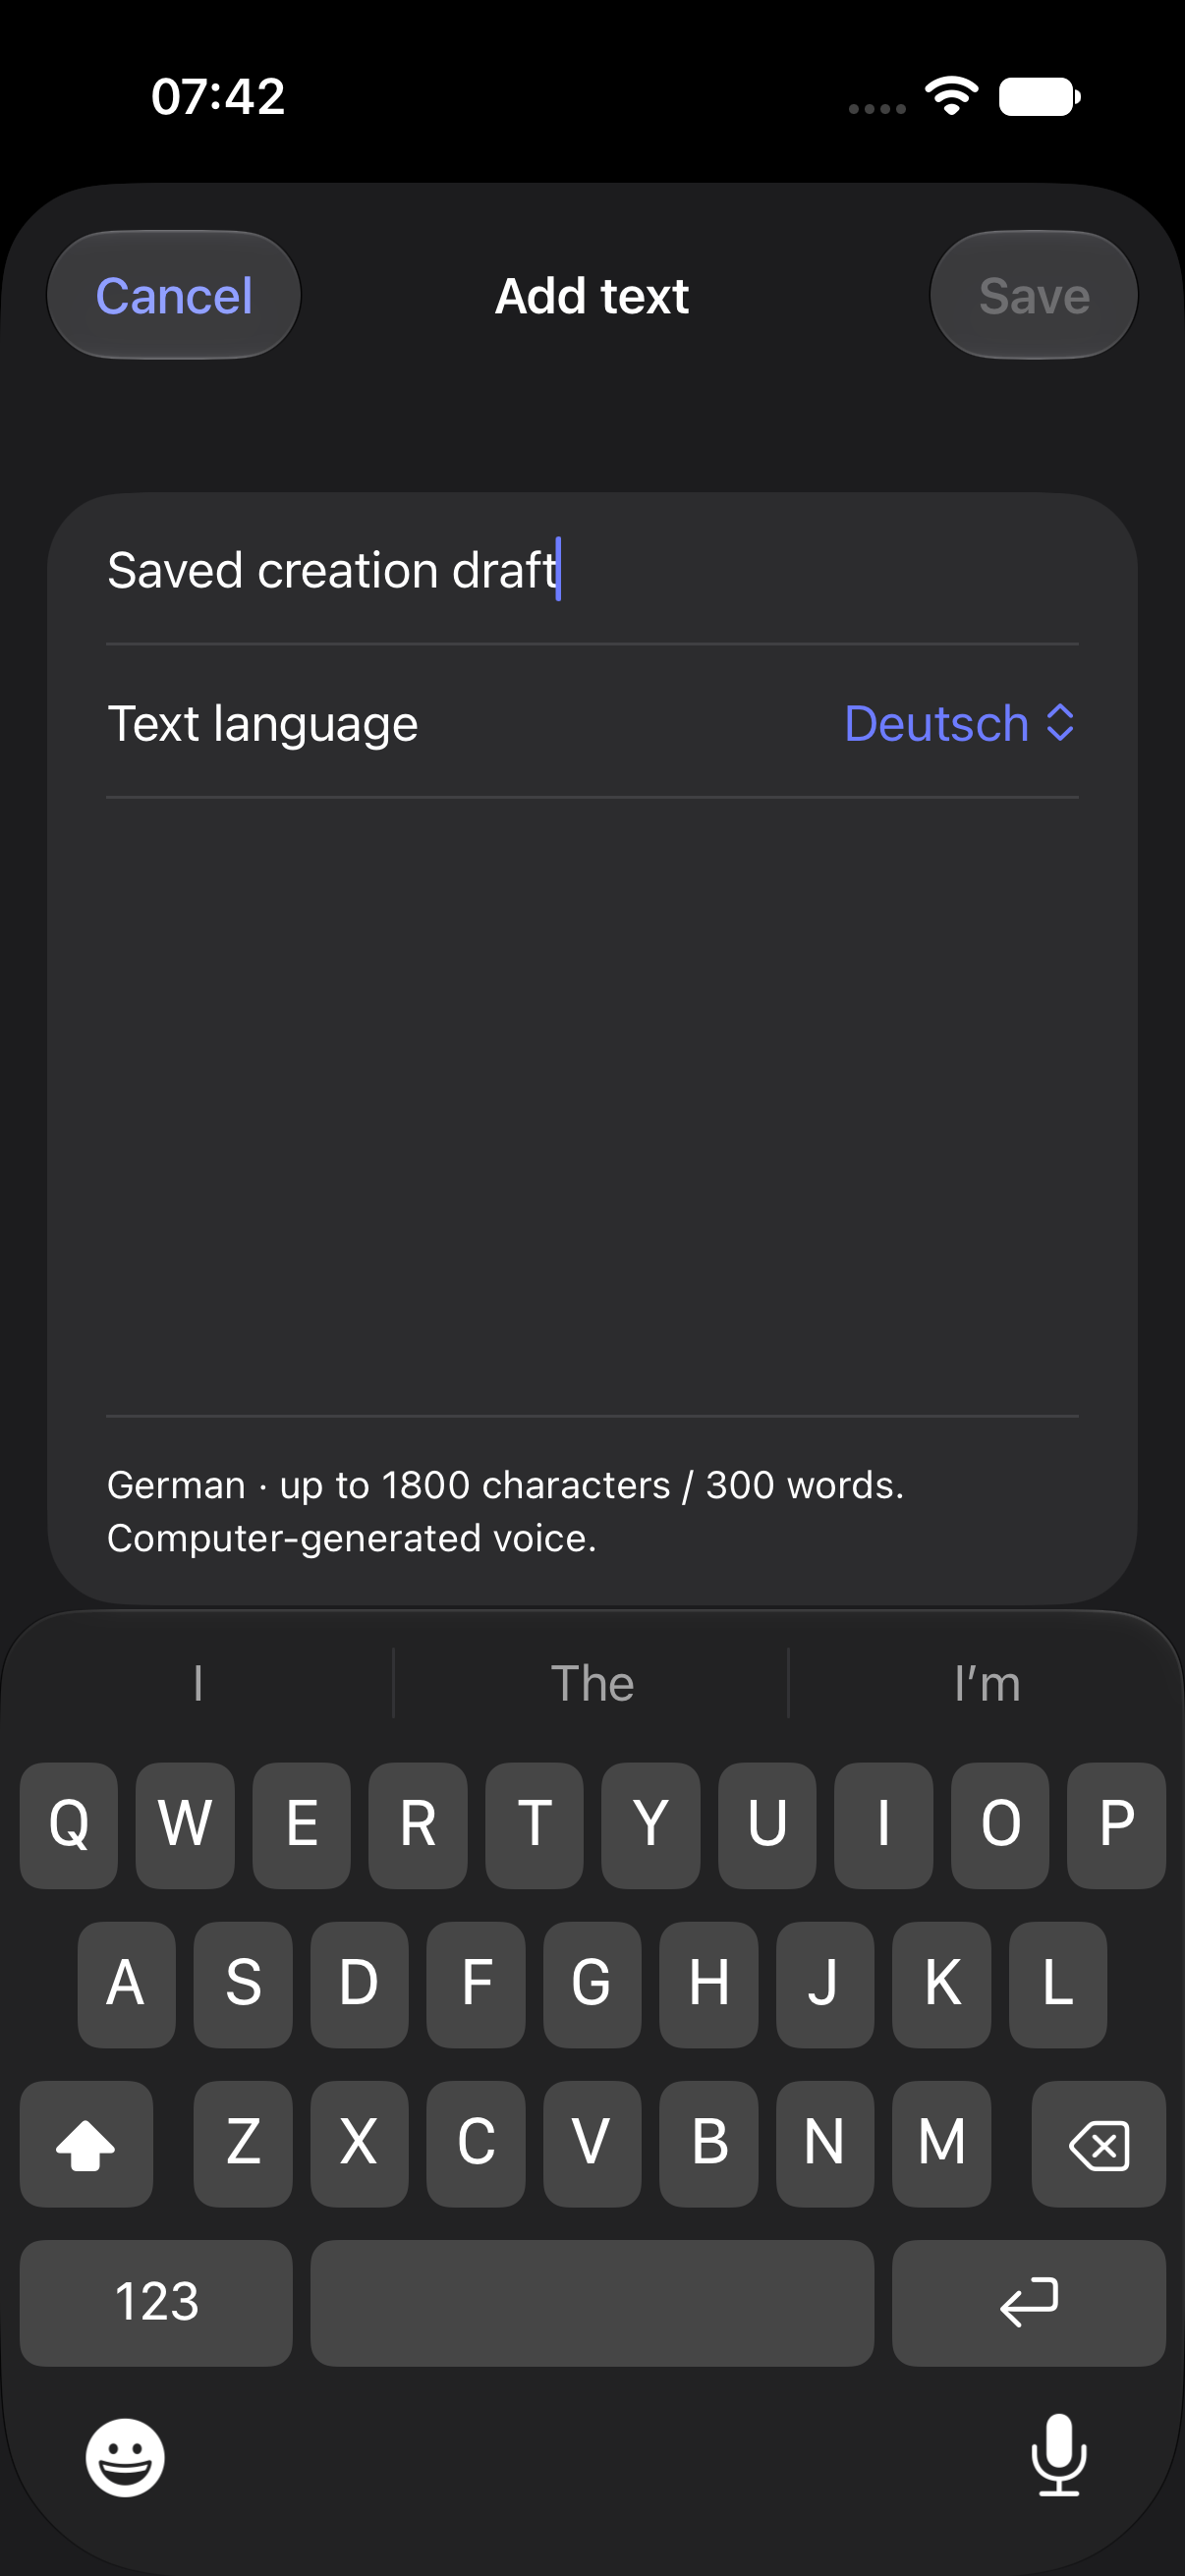 07:42
Cancel
Add text
Save
Saved creation draft
Text language
Deutsch
German · up to 1800 characters / 300 words.
Computer-generated voice.
I
The
I’m
Q W E R T Y U I O P
A S D F G H J K L
Z X C V B N M
123